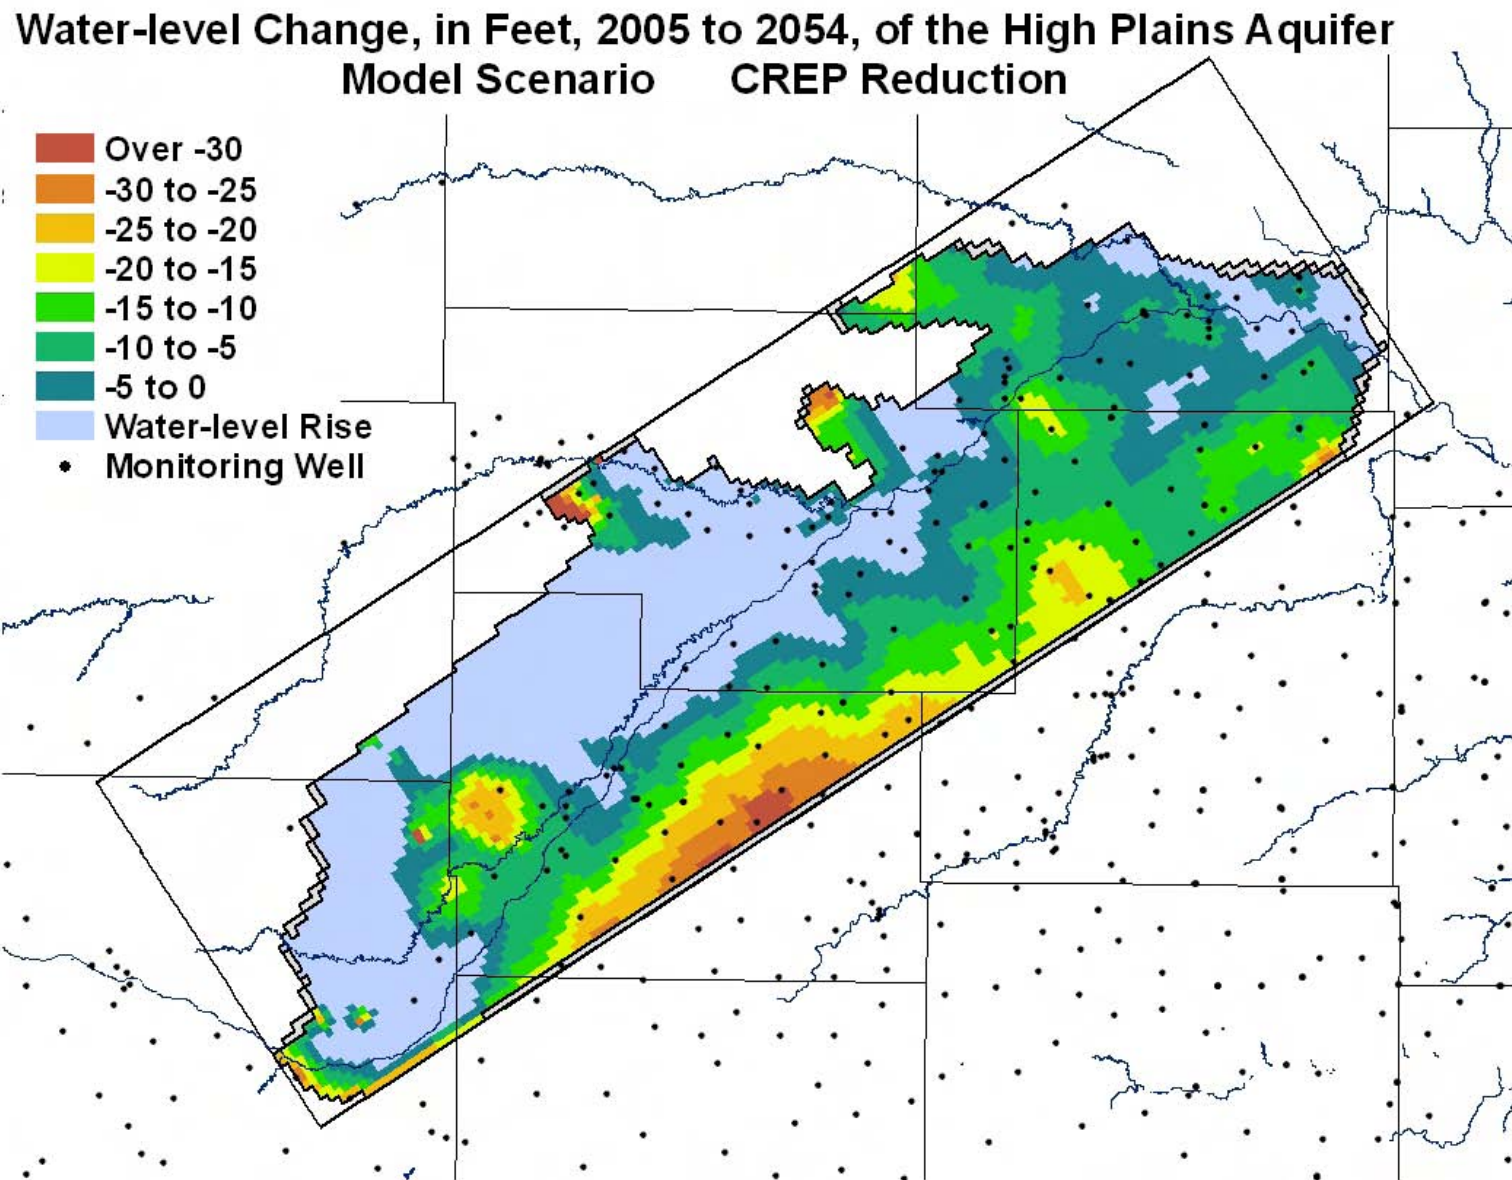 Water-level Change, in Feet, 2005 to 2054, of the High Plains Aquifer
Model Scenario CREP Reduction
Over -30
-30 to -25
-25 to -20
-20 to -15
-15 to -10
-10 to -5
-5 to 0
Water-level Rise
Monitoring Well